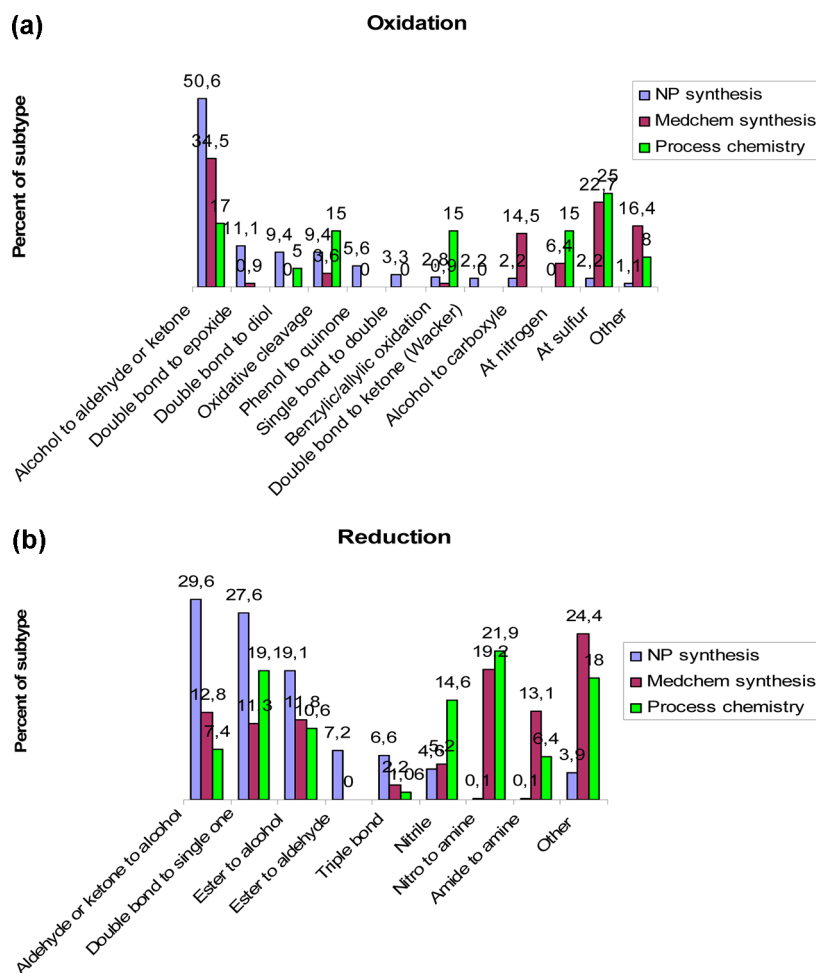 (a)
Oxidation
Percent of subtype
50,6
34,5
17
11,1
0,9
9,4
0
5
9,4
3,6
15
5,6
0
3,3
0
2,8
0,9
15
2,2
0
2,2
14,5
0
6,4
15
2,2
22,7
25
1,1
16,4
8
NP synthesis
Medchem synthesis
Process chemistry
Alcohol to aldehyde or ketone
Double bond to epoxide
Double bond to diol
Oxidative cleavage
Phenol to quinone
Single bond to double
Benzylic/allylic oxidation
Double bond to ketone (Wacker)
Alcohol to carboxyle
At nitrogen
At sulfur
Other
(b)
Reduction
Percent of subtype
29,6
12,8
7,4
27,6
11,3
19,1
11,8
10,6
7,2
0
6,6
2,2
4,6
5,2
14,6
0,1
19,2
21,9
0,1
13,1
6,4
3,9
24,4
18
NP synthesis
Medchem synthesis
Process chemistry
Aldehyde or ketone to alcohol
Double bond to single one
Ester to alcohol
Ester to aldehyde
Triple bond
Nitrile
Nitro to amine
Amide to amine
Other